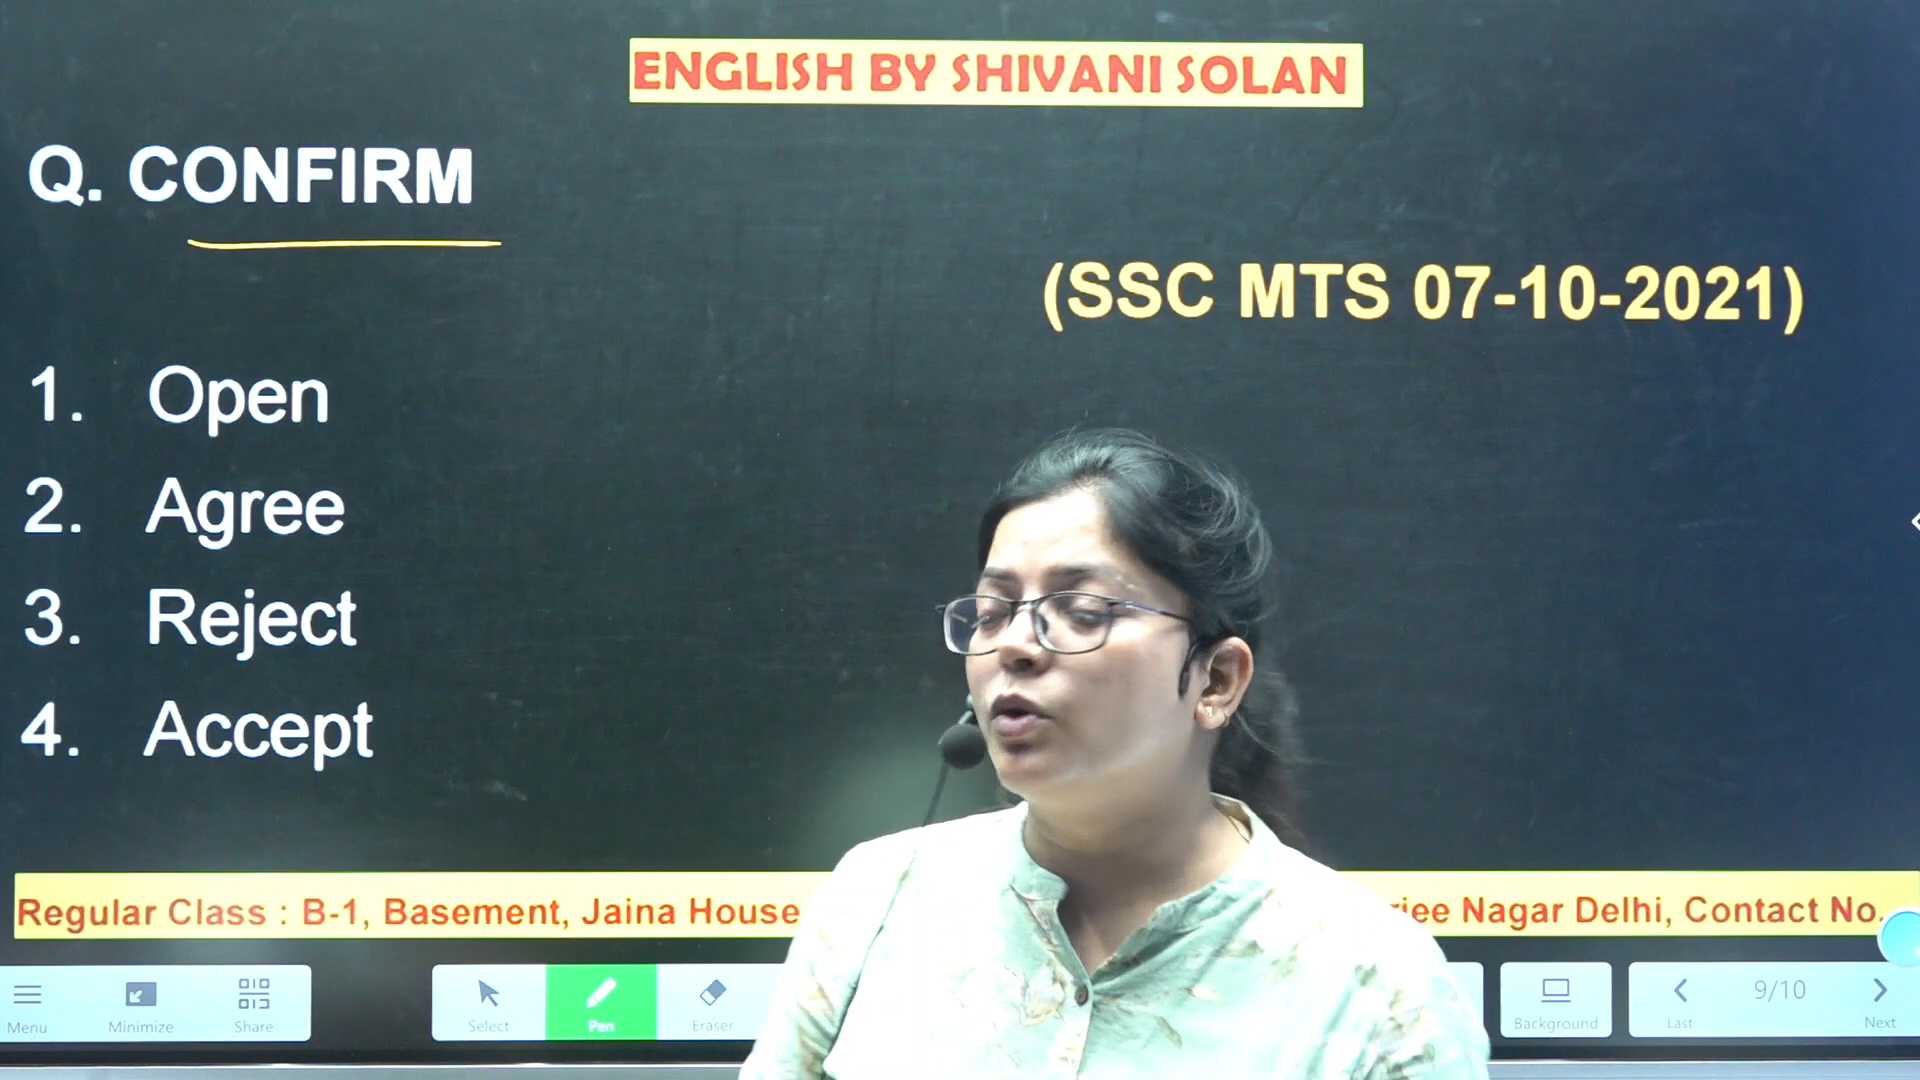 ENGLISH BY SHIVANI SOLAN
Q. CONFIRM
(SSC MTS 07-10-2021)
1. Open
2. Agree
3. Reject
4. Accept
Regular Class : B-1, Basement, Jaina House
Nagar Delhi, Contact No.
Menu
Minimize
Share
Select
Pen
Eraser
Background
Last
9/10
Next